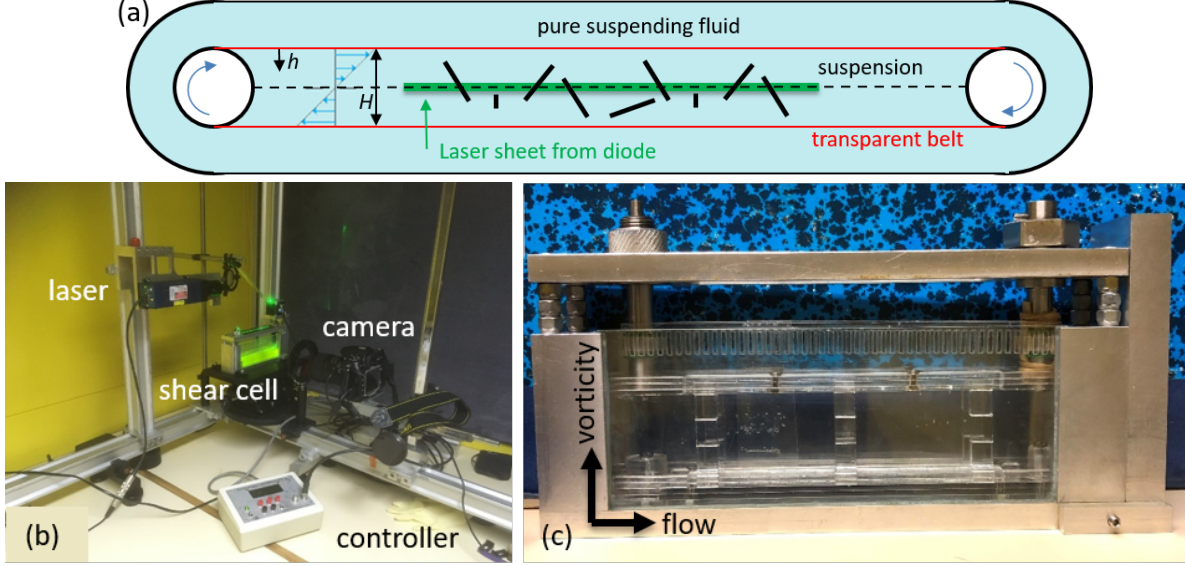 (a)
pure suspending fluid
h
H
suspension
Laser sheet from diode
transparent belt
laser
camera
shear cell
controller
(b)
vorticity
flow
(c)